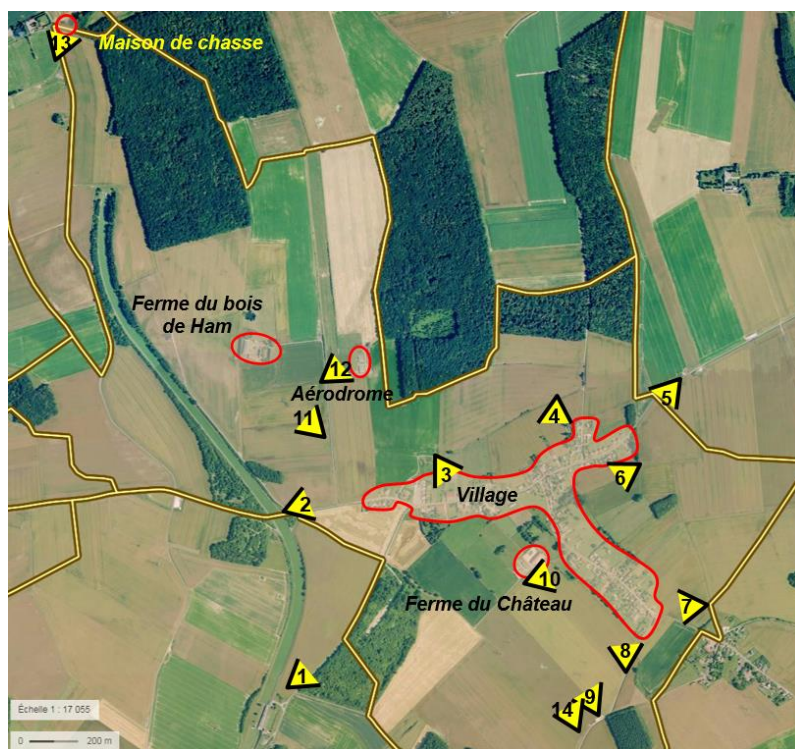 13
Maison de chasse
Ferme du bois
de Ham
12
Aérodrome
11
5
4
3
Village
6
2
10
Ferme du Château
7
8
1
9
14
Échelle 1 : 17 055
0 200 m